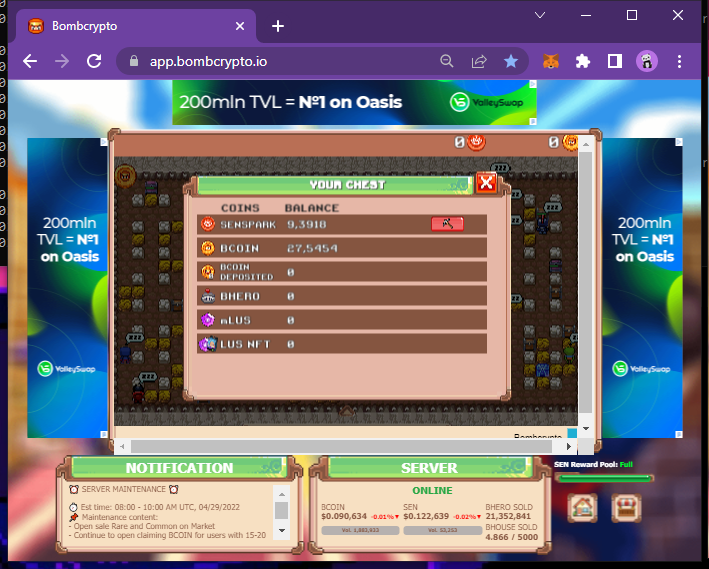 Bombcrypto
app.bombcrypto.io
200mln TVL = №1 on Oasis
ValleySwap
200mln
TVL = №1
on Oasis
ValleySwap
200mln
TVL = №1
on Oasis
ValleySwap
0
0
YOUR CHEST
COINS BALANCE
SENSPARK 9,3918
BCOIN 27,5454
BCOIN
DEPOSITED 0
BHERO 0
mLUS 0
LUS NFT 0
zzz
zzz
zzz
zzz
zzz
Bombcrypto
NOTIFICATION
SERVER MAINTENANCE
Est time: 08:00 - 10:00 AM UTC, 04/29/2022
Maintenance content:
- Open sale Rare and Common on Market
- Continue to open claiming BCOIN for users with 15-20
SERVER
ONLINE
BCOIN
$0.090,634 -0.01%▼
SEN
$0.122,639 -0.02%▼
BHERO SOLD
21,352,841
BHOUSE SOLD
4.866 / 5000
SEN Reward Pool: Full